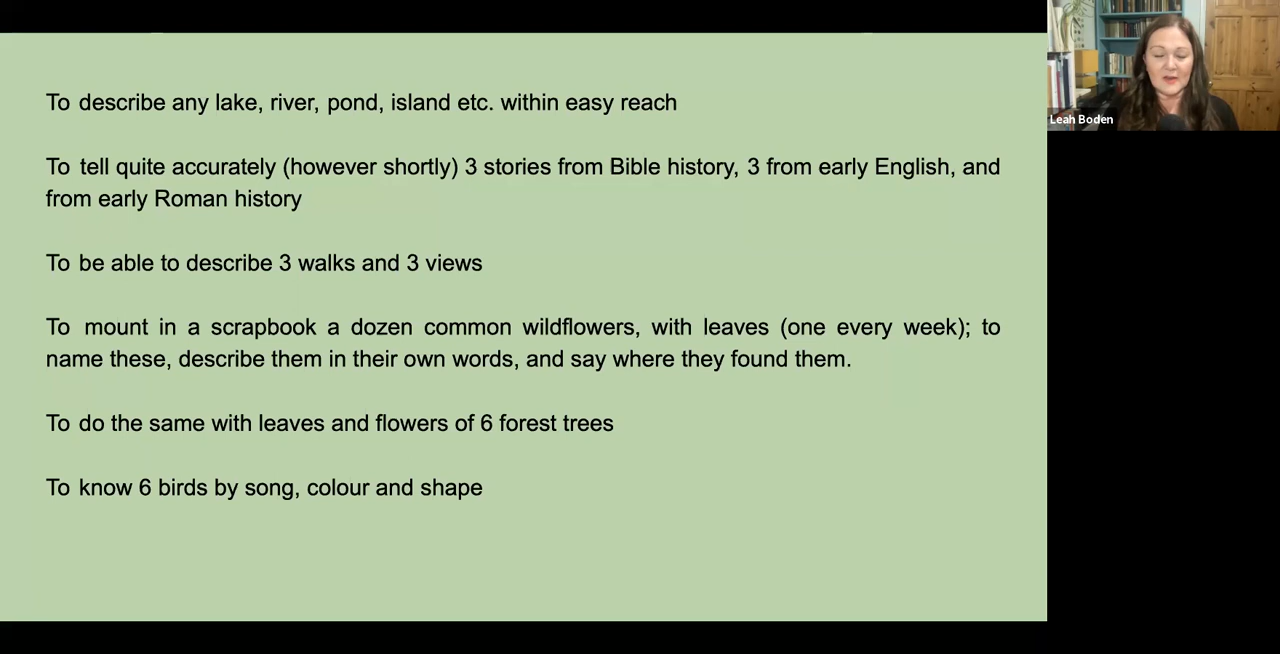 To describe any lake, river, pond, island etc. within easy reach
To tell quite accurately (however shortly) 3 stories from Bible history, 3 from early English, and
from early Roman history
To be able to describe 3 walks and 3 views
To mount in a scrapbook a dozen common wildflowers, with leaves (one every week); to
name these, describe them in their own words, and say where they found them.
To do the same with leaves and flowers of 6 forest trees
To know 6 birds by song, colour and shape
Leah Boden